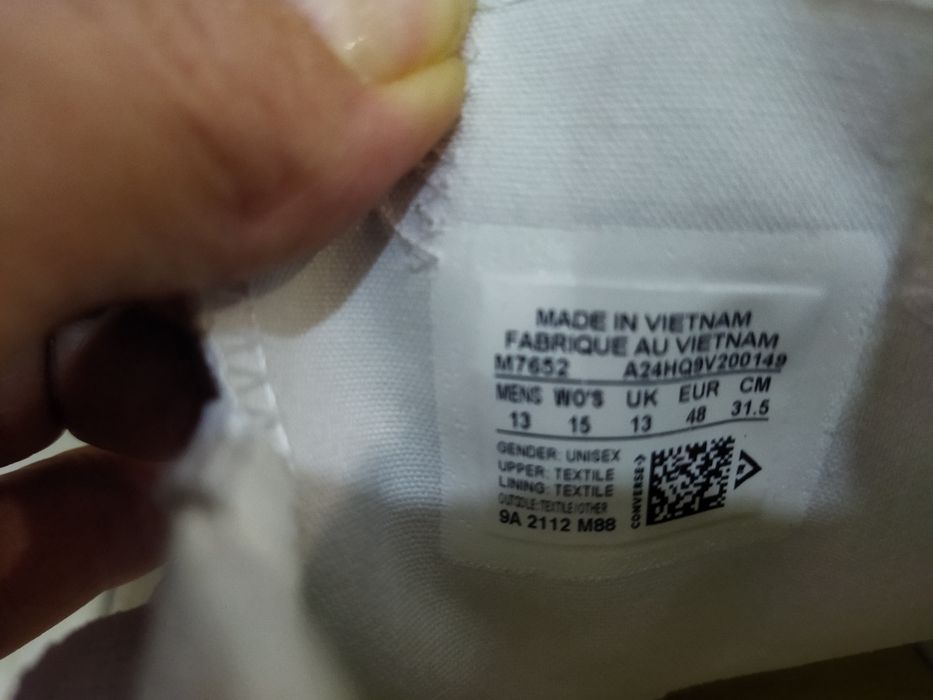 MADE IN VIETNAM
FABRIQUE AU VIETNAM
M7652 A24HQ9V200149
MENS WO'S UK EUR CM
13 15 13 48 31.5
GENDER: UNISEX
UPPER: TEXTILE
LINING: TEXTILE
OUTSOLE: TEXTILE/OTHER
9A 2112 M88
CONVERSE